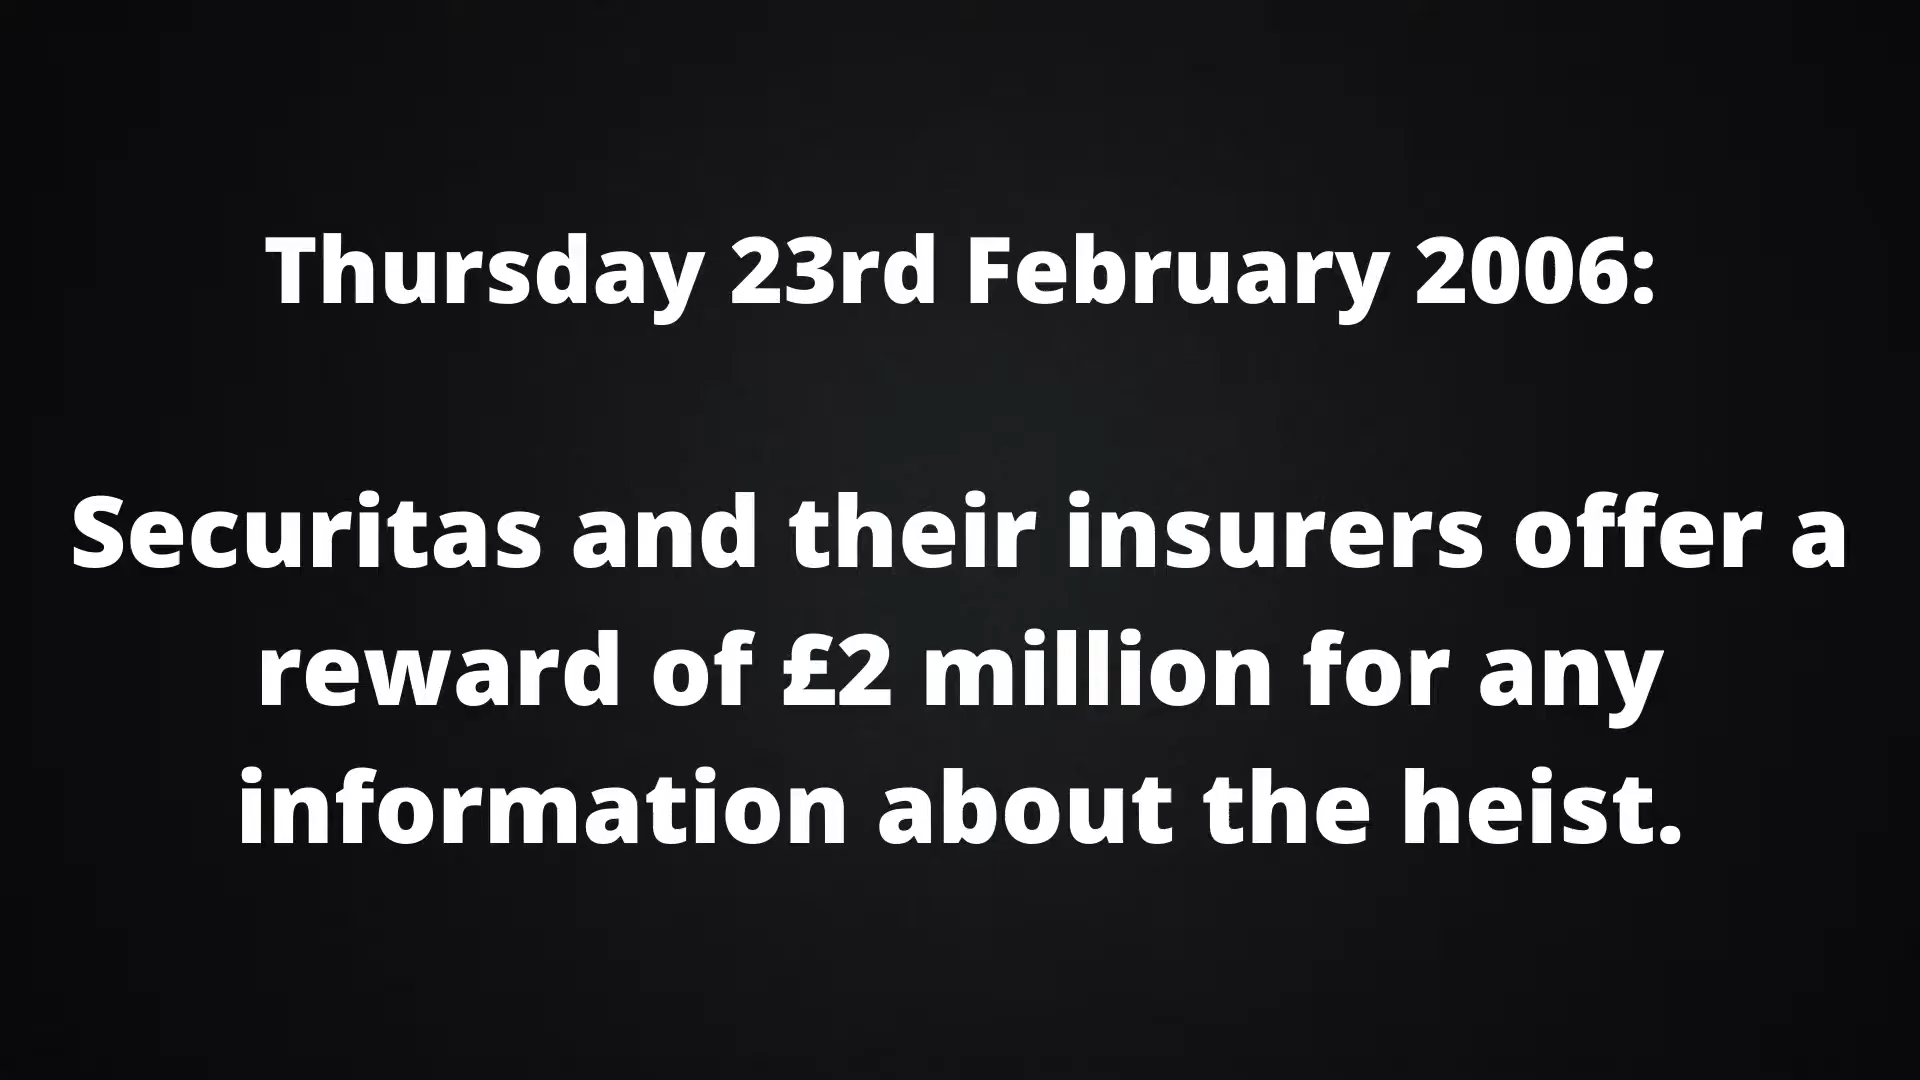 Thursday 23rd February 2006:
Securitas and their insurers offer a
reward of £2 million for any
information about the heist.